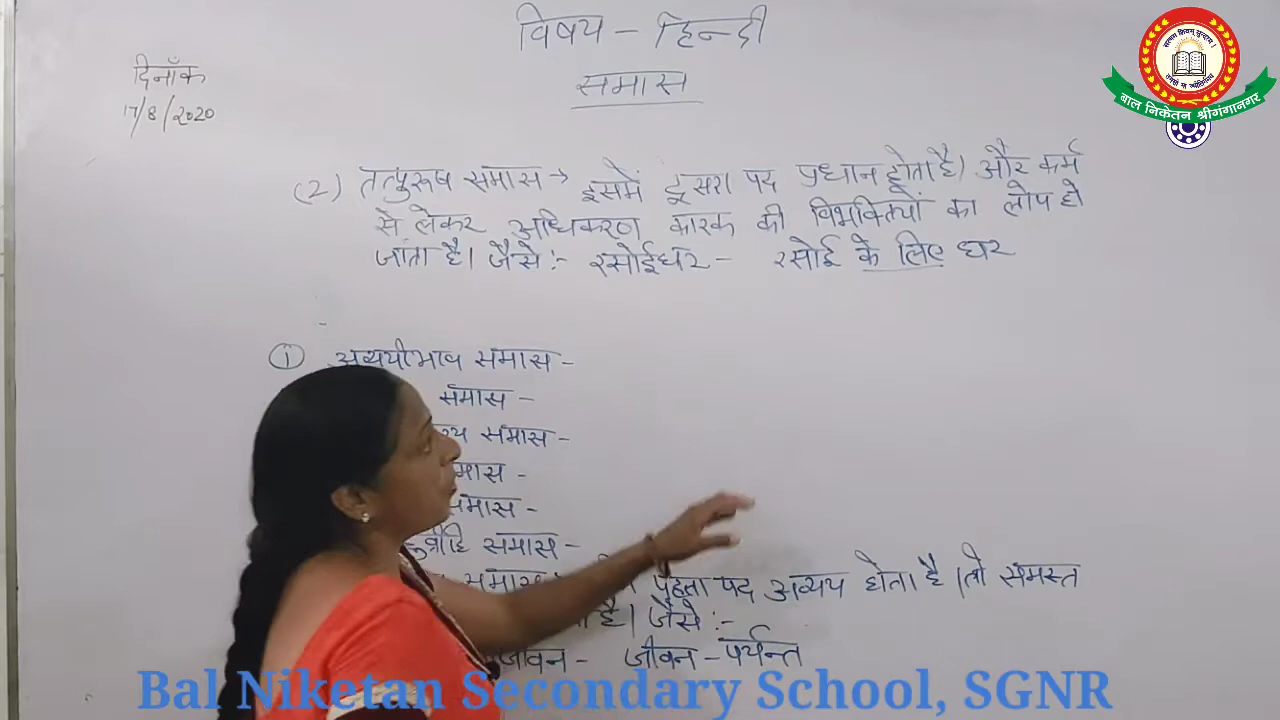 विषय - हिन्दी
समास
दिनाँक
17/8/2020
(2) तत्पुरूष समास → इसमें दूसरा पद प्रधान होता है। और कर्म
से लेकर अधिकरण कारक की विभक्तियों का लोप हो
जाता है। जैसे :- रसोईघर - रसोई के लिए घर
① अव्ययीभाव समास -
समास -
समास -
समास -
समास -
समास -
समास पहला पद अव्यय होता है। तो समस्त
है। जैसे :-
जीवन - जीवन - पर्यन्त
बाल निकेतन श्रीगंगानगर
Bal Niketan Secondary School, SGNR